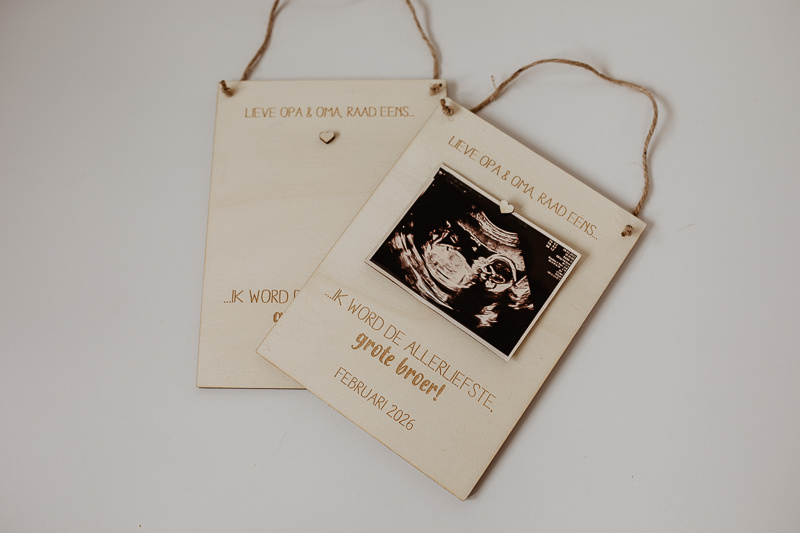 LIEVE OPA & OMA, RAAD EENS...
...IK WORD
LIEVE OPA & OMA, RAAD EENS...
...IK WORD DE ALLERLIEFSTE,
grote broer!
FEBRUARI 2026